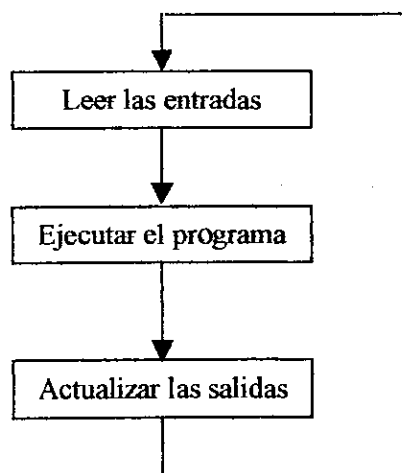 Leer las entradas
Ejecutar el programa
Actualizar las salidas